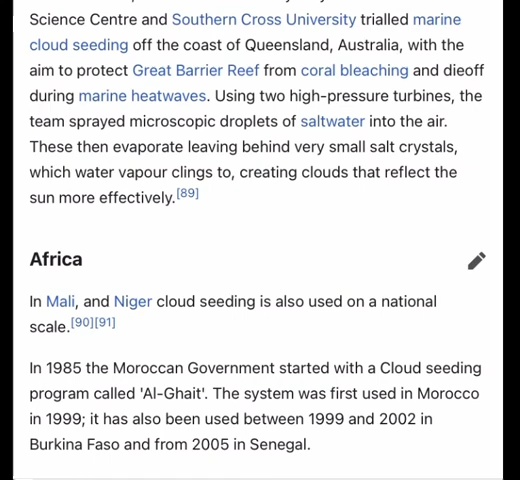 Science Centre and Southern Cross University trialled marine
cloud seeding off the coast of Queensland, Australia, with the
aim to protect Great Barrier Reef from coral bleaching and dieoff
during marine heatwaves. Using two high-pressure turbines, the
team sprayed microscopic droplets of saltwater into the air.
These then evaporate leaving behind very small salt crystals,
which water vapour clings to, creating clouds that reflect the
sun more effectively.[89]
Africa
In Mali, and Niger cloud seeding is also used on a national
scale.[90][91]
In 1985 the Moroccan Government started with a Cloud seeding
program called 'Al-Ghait'. The system was first used in Morocco
in 1999; it has also been used between 1999 and 2002 in
Burkina Faso and from 2005 in Senegal.